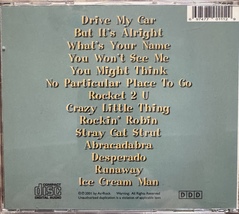 Drive My Car
But It's Alright
What's Your Name
You Won't See Me
You Might Think
No Particular Place To Go
Rocket 2 U
Crazy Little Thing
Rockin' Robin
Stray Cat Strut
Abracadabra
Desperado
Runaway
Ice Cream Man
DIGITAL AUDIO
DDD